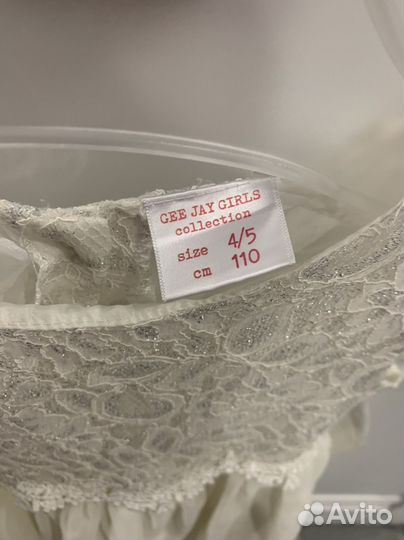 GEE JAY GIRLS
collection
size 4/5
cm 110
Avito